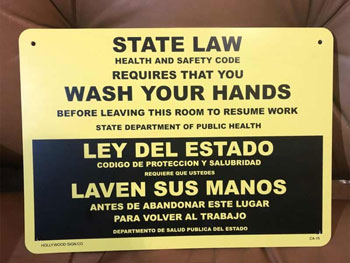 STATE LAW
HEALTH AND SAFETY CODE
REQUIRES THAT YOU
WASH YOUR HANDS
BEFORE LEAVING THIS ROOM TO RESUME WORK
STATE DEPARTMENT OF PUBLIC HEALTH
LEY DEL ESTADO
CODIGO DE PROTECCION Y SALUBRIDAD
REQUIERE QUE USTEDES
LAVEN SUS MANOS
ANTES DE ABANDONAR ESTE LUGAR
PARA VOLVER AL TRABAJO
DEPARTMENTO DE SALUD PUBLICA DEL ESTADO
HOLLYWOOD SIGN CO